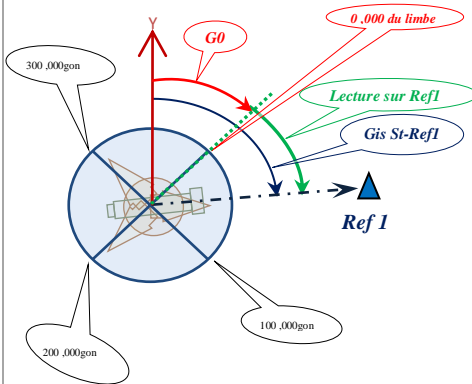 Y
G0
0 ,000 du limbe
300 ,000gon
Lecture sur Ref1
Gis St-Ref1
Ref 1
100 ,000gon
200 ,000gon